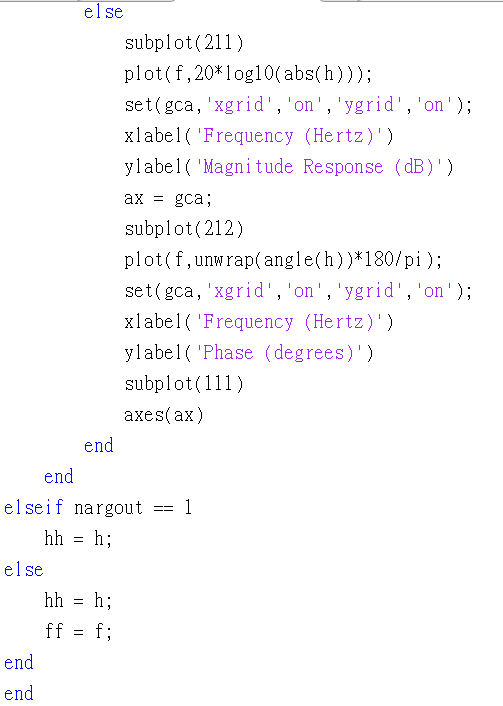 else
subplot(211)
plot(f,20*log10(abs(h)));
set(gca,'xgrid','on','ygrid','on');
xlabel('Frequency (Hertz)')
ylabel('Magnitude Response (dB)')
ax = gca;
subplot(212)
plot(f,unwrap(angle(h))*180/pi);
set(gca,'xgrid','on','ygrid','on');
xlabel('Frequency (Hertz)')
ylabel('Phase (degrees)')
subplot(111)
axes(ax)
end
end
elseif nargout == 1
hh = h;
else
hh = h;
ff = f;
end
end